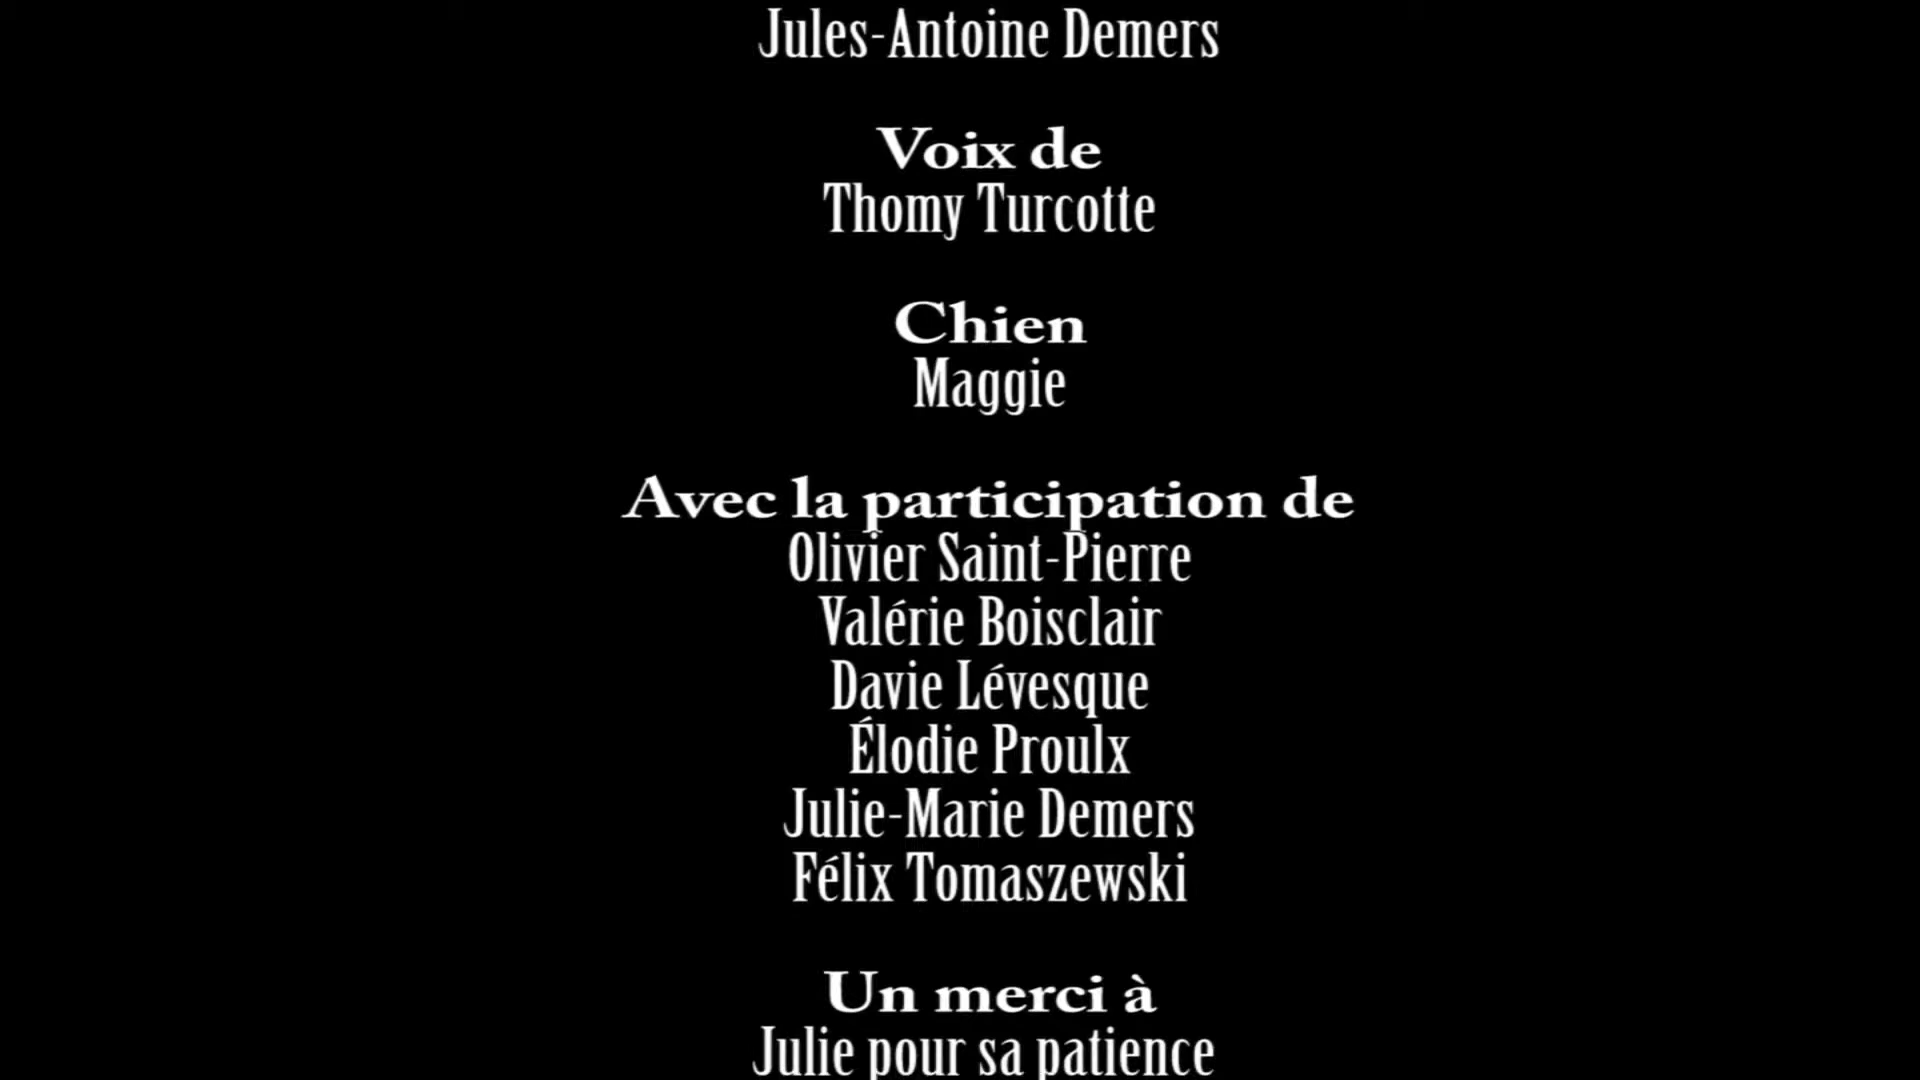 Jules-Antoine Demers
Voix de
Thomy Turcotte
Chien
Maggie
Avec la participation de
Olivier Saint-Pierre
Valérie Boisclair
Davie Lévesque
Élodie Proulx
Julie-Marie Demers
Félix Tomaszewski
Un merci à
Julie pour sa patience